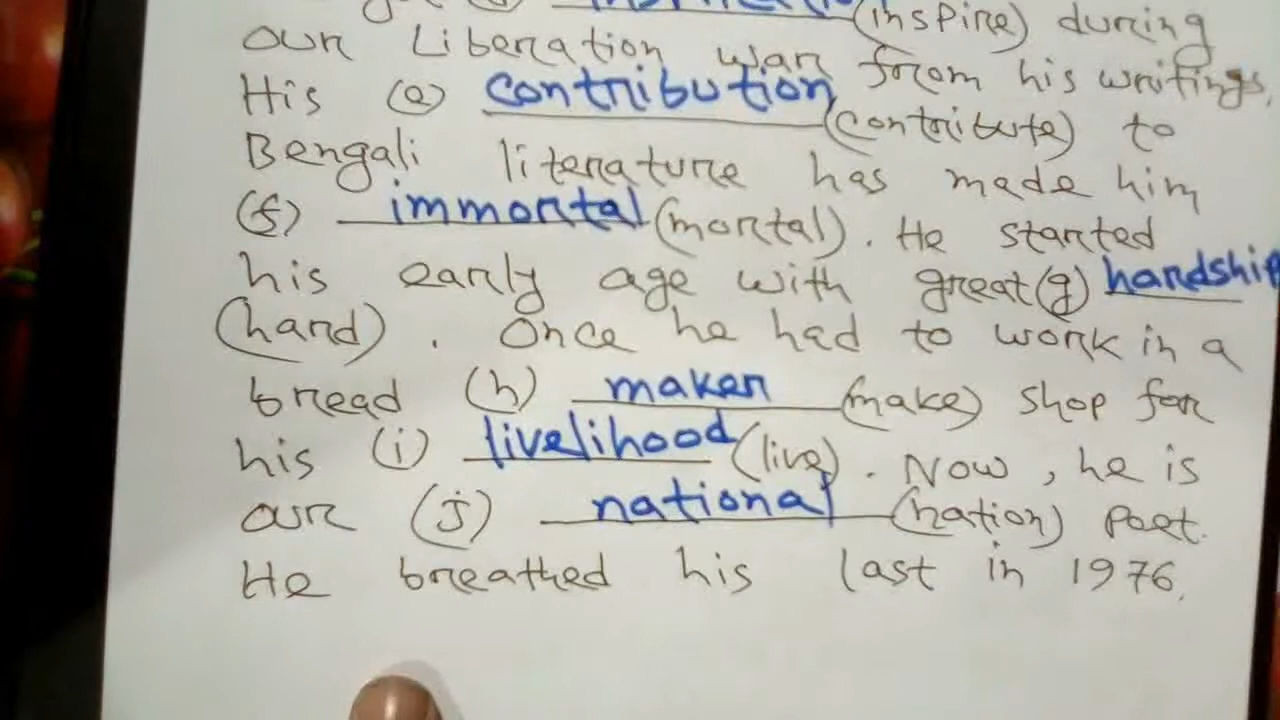 (inspire) during
our Liberation war from his writings.
His (e) contribution (contribute) to
Bengali literature has made him
(f) immortal (mortal). He started
his early age with great (g) hardship
(hard). Once he had to work in a
bread (h) maker (make) shop for
his (i) livelihood (live). Now, he is
our (j) national (nation) poet.
He breathed his last in 1976.